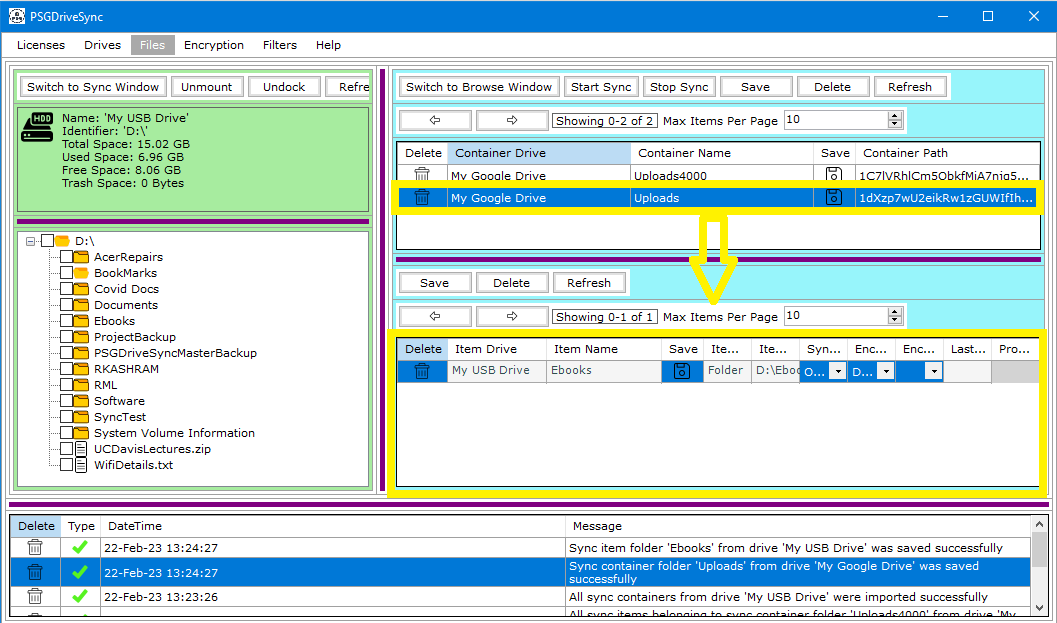 PSGDriveSync
Licenses Drives Files Encryption Filters Help
Switch to Sync Window Unmount Undock Refre
HDD
Name: 'My USB Drive'
Identifier: 'D:\'
Total Space: 15.02 GB
Used Space: 6.96 GB
Free Space: 8.06 GB
Trash Space: 0 Bytes
D:\
AcerRepairs
BookMarks
Covid Docs
Documents
Ebooks
ProjectBackup
PSGDriveSyncMasterBackup
RKASHRAM
RML
Software
SyncTest
System Volume Information
UCDavisLectures.zip
WifiDetails.txt
Switch to Browse Window Start Sync Stop Sync Save Delete Refresh
Showing 0-2 of 2 Max Items Per Page 10
Delete Container Drive Container Name Save Container Path
My Google Drive Uploads4000
My Google Drive Uploads
Save Delete Refresh
Showing 0-1 of 1 Max Items Per Page 10
Delete Item Drive Item Name Save Ite... Ite... Syn... Enc... Enc... Last... Pro...
My USB Drive Ebooks Folder D:\Eboo O... D...
Delete Type DateTime Message
22-Feb-23 13:24:27 Sync item folder 'Ebooks' from drive 'My USB Drive' was saved successfully
22-Feb-23 13:24:27 Sync container folder 'Uploads' from drive 'My Google Drive' was saved
successfully
22-Feb-23 13:23:26 All sync containers from drive 'My USB Drive' were imported successfully
All sync items belonging to sync container folder 'Uploads4000' from drive 'My